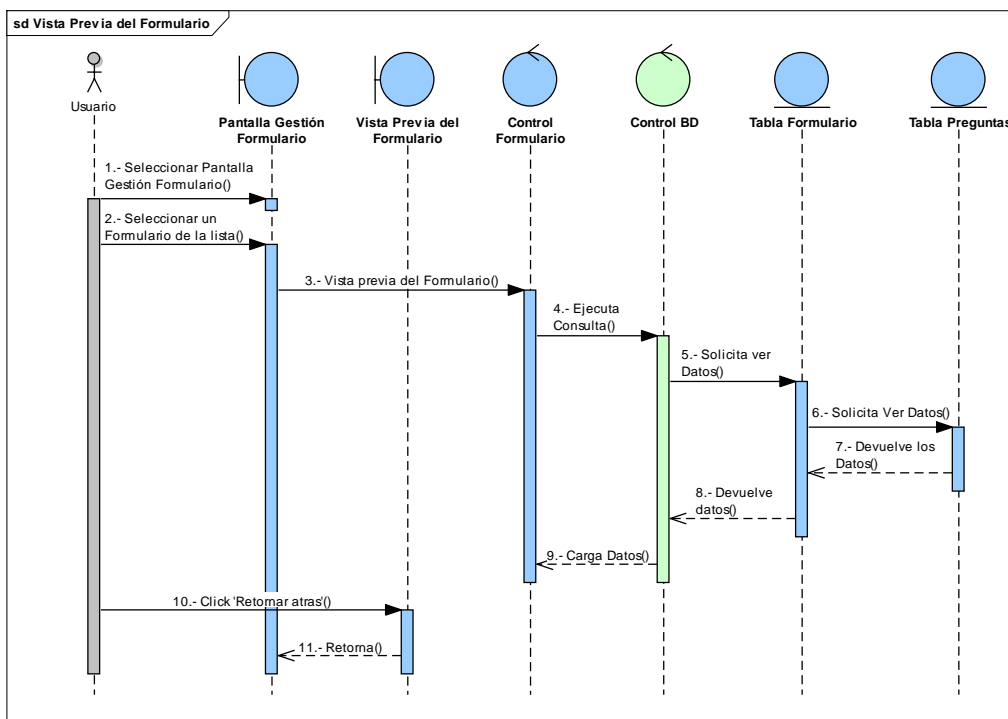 sd Vista Previa del Formulario
Usuario
Pantalla Gestión
Formulario
Vista Previa del
Formulario
Control
Formulario
Control BD
Tabla Formulario
Tabla Preguntas
1.- Seleccionar Pantalla
Gestión Formulario()
2.- Seleccionar un
Formulario de la lista()
3.- Vista previa del Formulario()
4.- Ejecuta
Consulta()
5.- Solicita ver
Datos()
6.- Solicita Ver Datos()
7.- Devuelve los
Datos()
8.- Devuelve
datos()
9.- Carga Datos()
10.- Click 'Retornar atras'()
11.- Retorna()